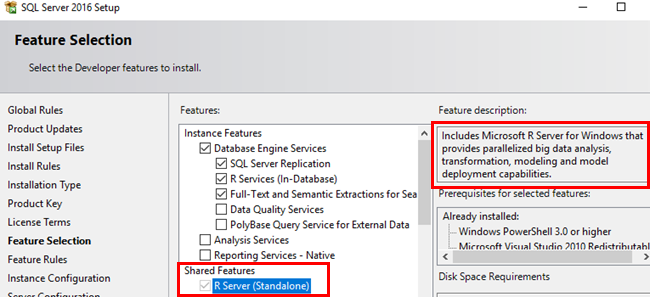 SQL Server 2016 Setup
Feature Selection
Select the Developer features to install.
Global Rules
Product Updates
Install Setup Files
Install Rules
Installation Type
Product Key
License Terms
Feature Selection
Feature Rules
Instance Configuration
Server Configuration
Features:
Instance Features
Database Engine Services
SQL Server Replication
R Services (In-Database)
Full-Text and Semantic Extractions for Sea
Data Quality Services
PolyBase Query Service for External Data
Analysis Services
Reporting Services - Native
Shared Features
R Server (Standalone)
Feature description:
Includes Microsoft R Server for Windows that
provides parallelized big data analysis,
transformation, modeling and model
deployment capabilities.
Prerequisites for selected features:
Already installed:
Windows PowerShell 3.0 or higher
Microsoft Visual Studio 2010 Redistributabl
Disk Space Requirements